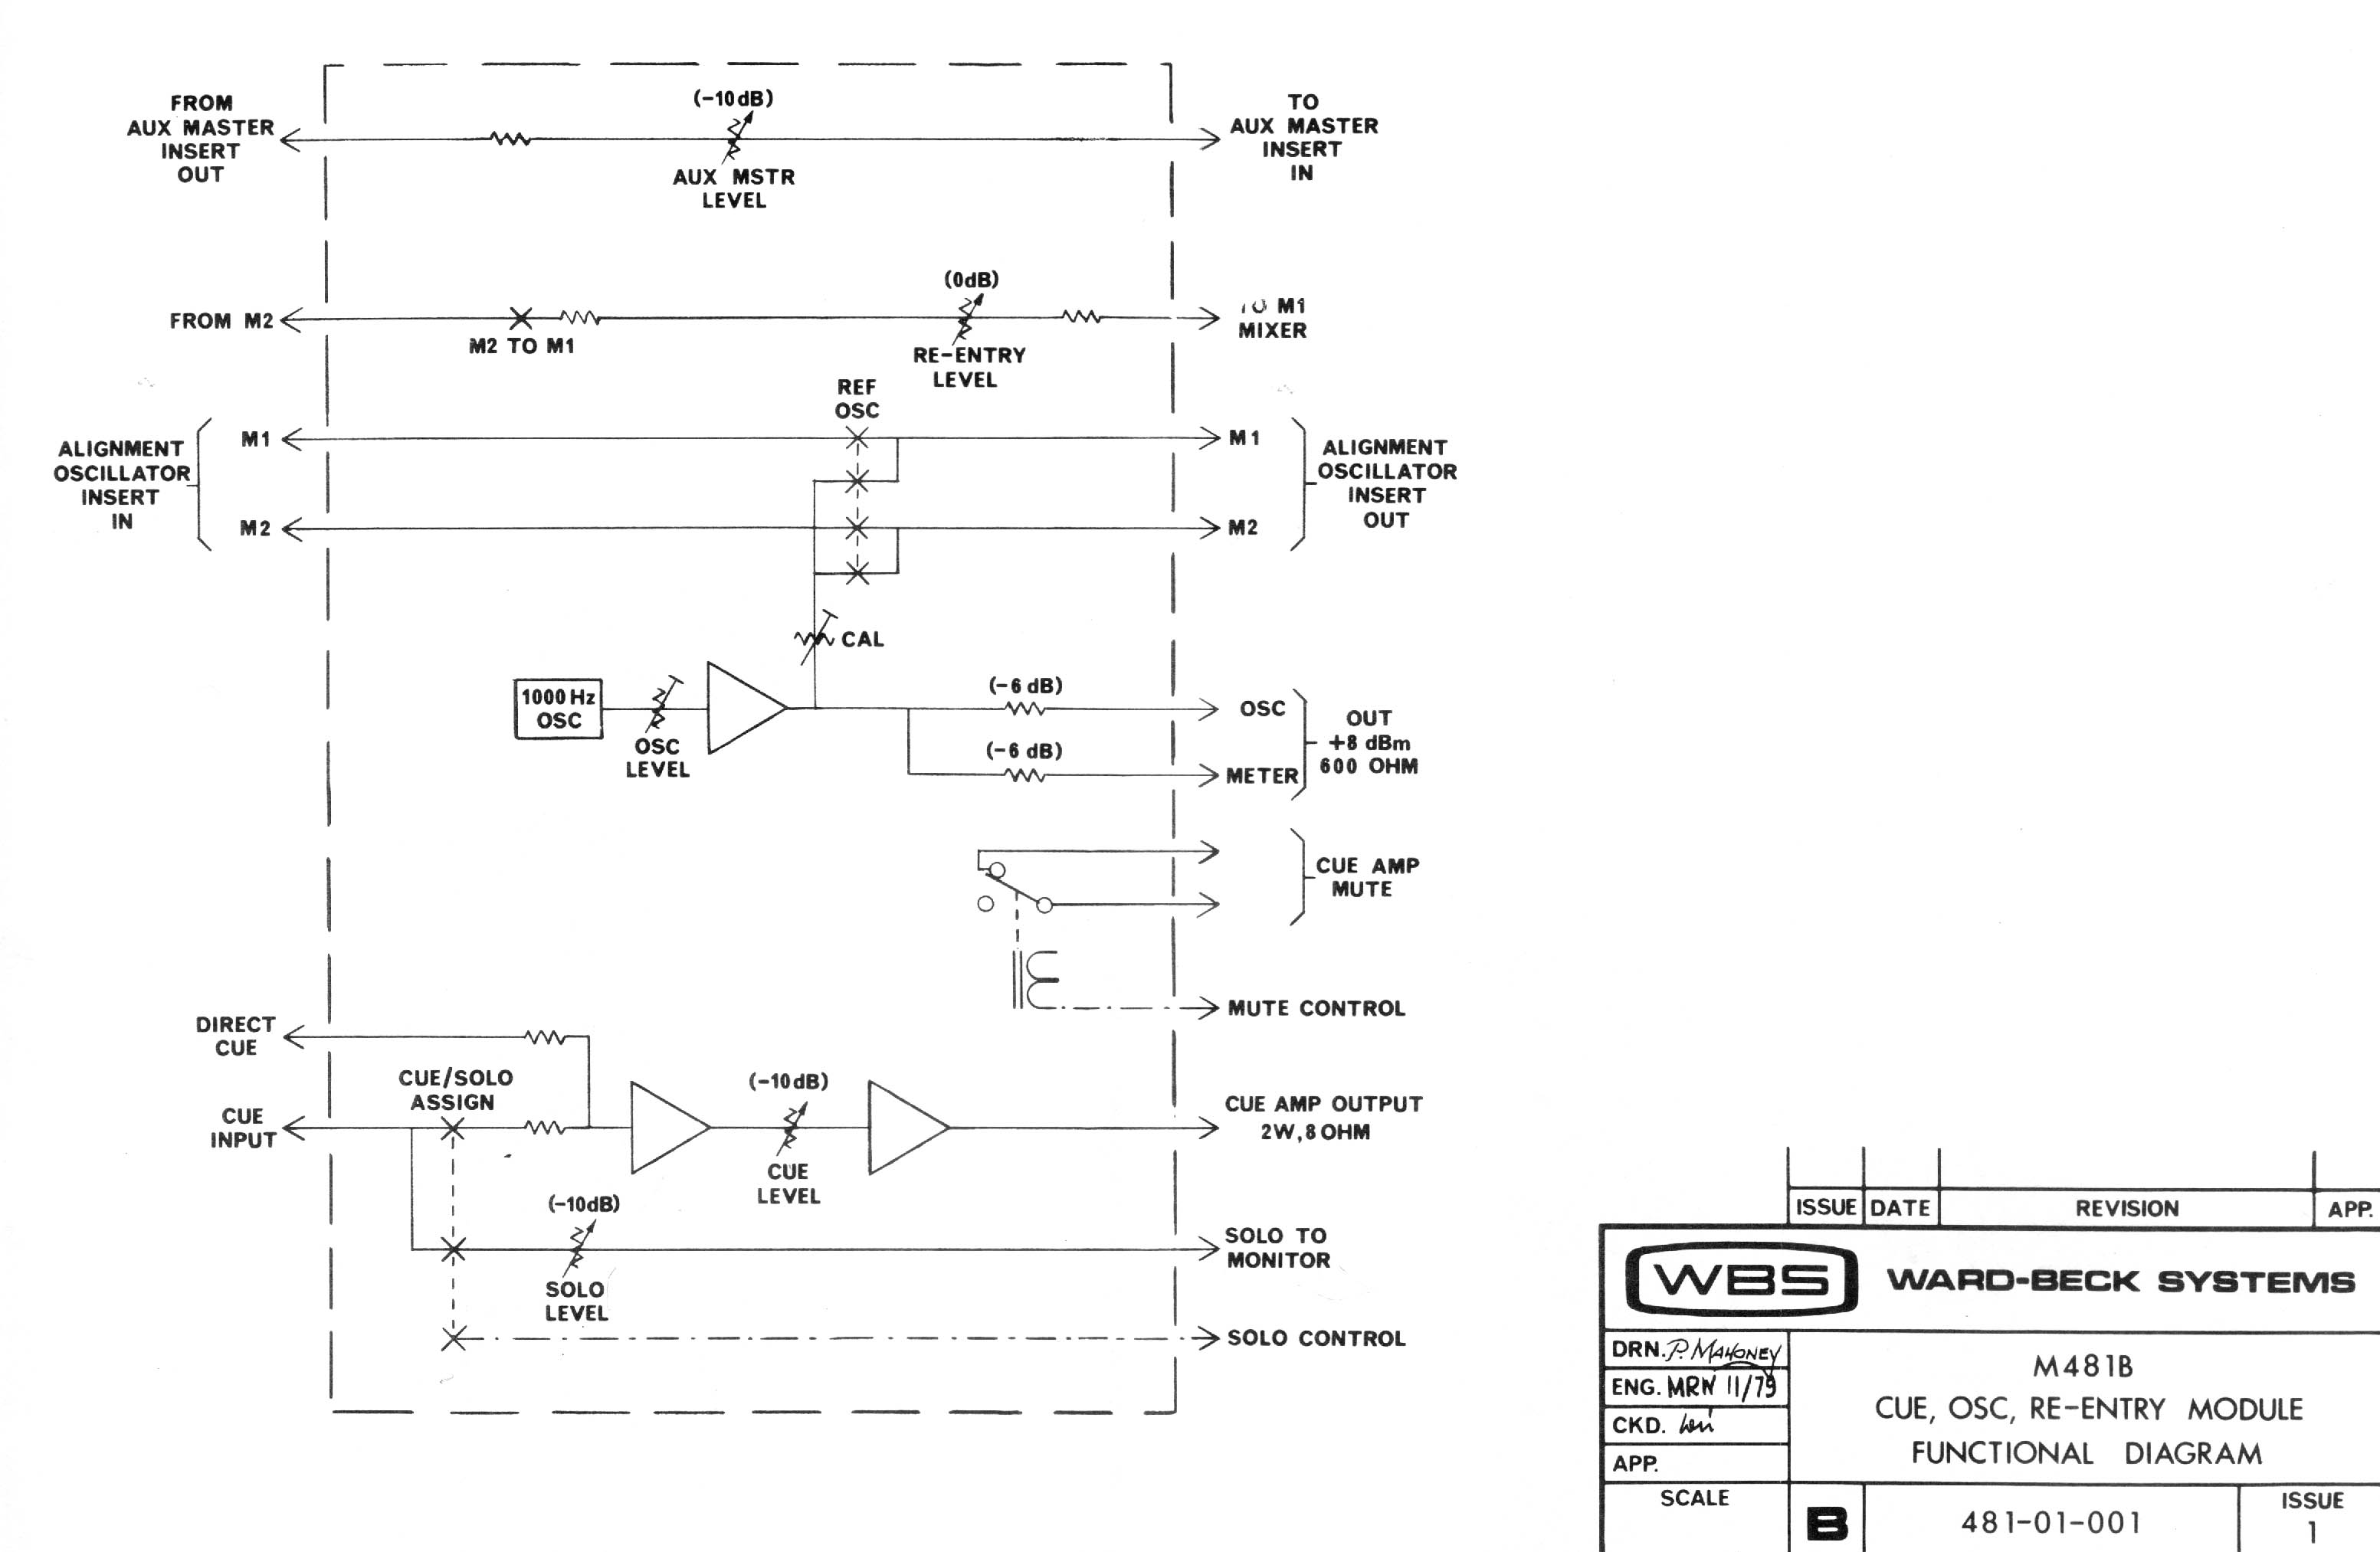 FROM
AUX MASTER
INSERT
OUT
(-10dB)
AUX MSTR
LEVEL
TO
AUX MASTER
INSERT
IN
FROM M2
M2 TO M1
(0dB)
RE-ENTRY
LEVEL
TO M1
MIXER
REF
OSC
ALIGNMENT
OSCILLATOR
INSERT
IN
M1
M2
M1
M2
ALIGNMENT
OSCILLATOR
INSERT
OUT
CAL
1000 Hz
OSC
OSC
LEVEL
(-6 dB)
(-6 dB)
OSC
METER
OUT
+8 dBm
600 OHM
CUE AMP
MUTE
MUTE CONTROL
DIRECT
CUE
CUE/SOLO
ASSIGN
CUE
INPUT
(-10dB)
CUE
LEVEL
CUE AMP OUTPUT
2W, 8 OHM
(-10dB)
SOLO
LEVEL
SOLO TO
MONITOR
SOLO CONTROL
ISSUE DATE REVISION APP.
WBS WARD-BECK SYSTEMS
DRN. P. MAHONEY
ENG. MRW 11/79
CKD.
APP.
SCALE
M481B
CUE, OSC, RE-ENTRY MODULE
FUNCTIONAL DIAGRAM
B
481-01-001
ISSUE
1